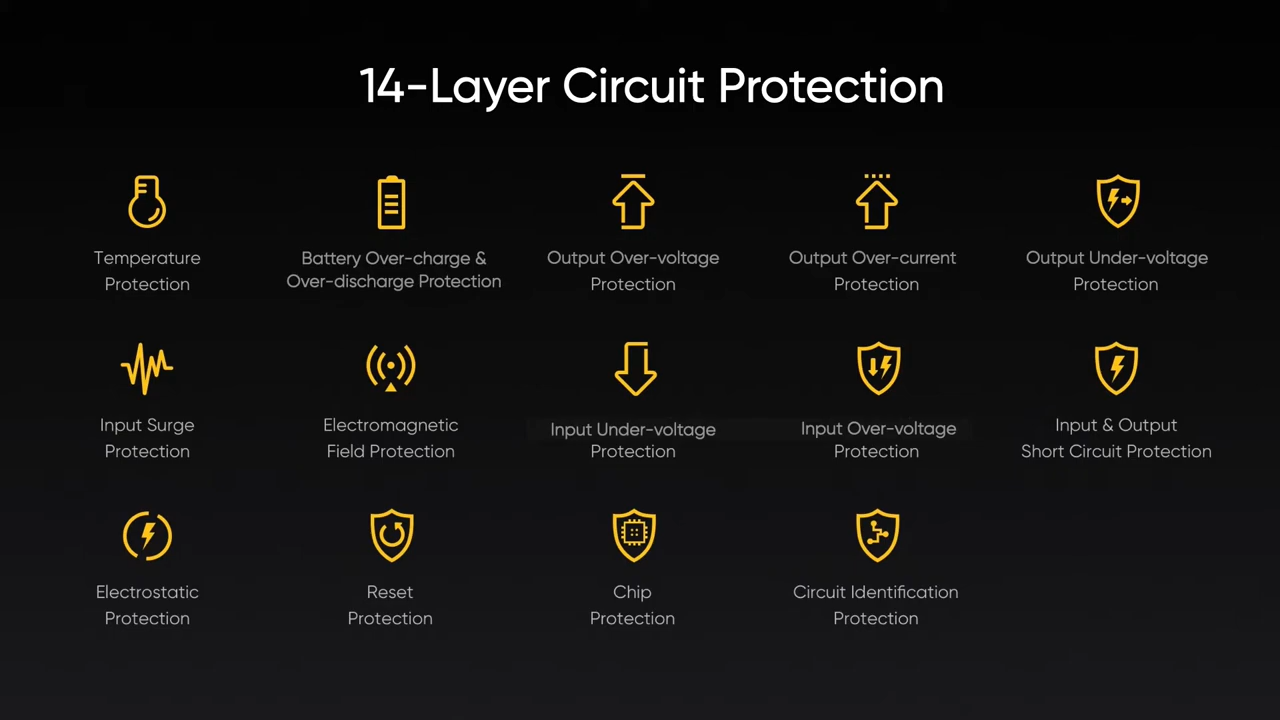 14-Layer Circuit Protection
Temperature
Protection
Battery Over-charge &
Over-discharge Protection
Output Over-voltage
Protection
Output Over-current
Protection
Output Under-voltage
Protection
Input Surge
Protection
Electromagnetic
Field Protection
Input Under-voltage
Protection
Input Over-voltage
Protection
Input & Output
Short Circuit Protection
Electrostatic
Protection
Reset
Protection
Chip
Protection
Circuit Identification
Protection